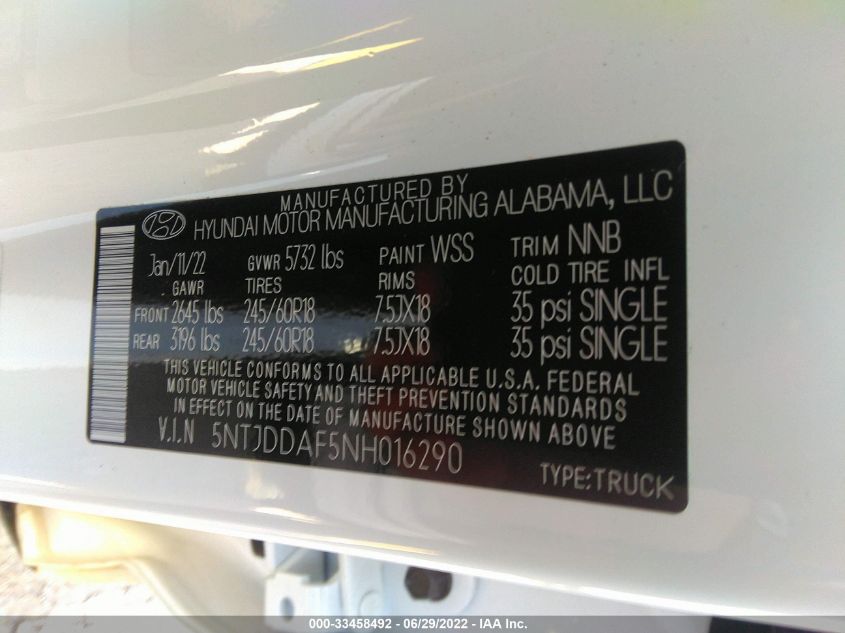 MANUFACTURED BY
HYUNDAI MOTOR MANUFACTURING ALABAMA, LLC
Jan/11/22 GVWR 5732 lbs PAINT WSS TRIM NNB
GAWR TIRES RIMS COLD TIRE INFL
FRONT 2645 lbs 245/60R18 7.5JX18 35 psi SINGLE
REAR 3196 lbs 245/60R18 7.5JX18 35 psi SINGLE
THIS VEHICLE CONFORMS TO ALL APPLICABLE U.S.A. FEDERAL
MOTOR VEHICLE SAFETY AND THEFT PREVENTION STANDARDS
IN EFFECT ON THE DATE OF MANUFACTURE SHOWN ABOVE
V.I.N 5NTJDDAF5NH016290
TYPE:TRUCK
000-33458492 - 06/29/2022 - IAA Inc.